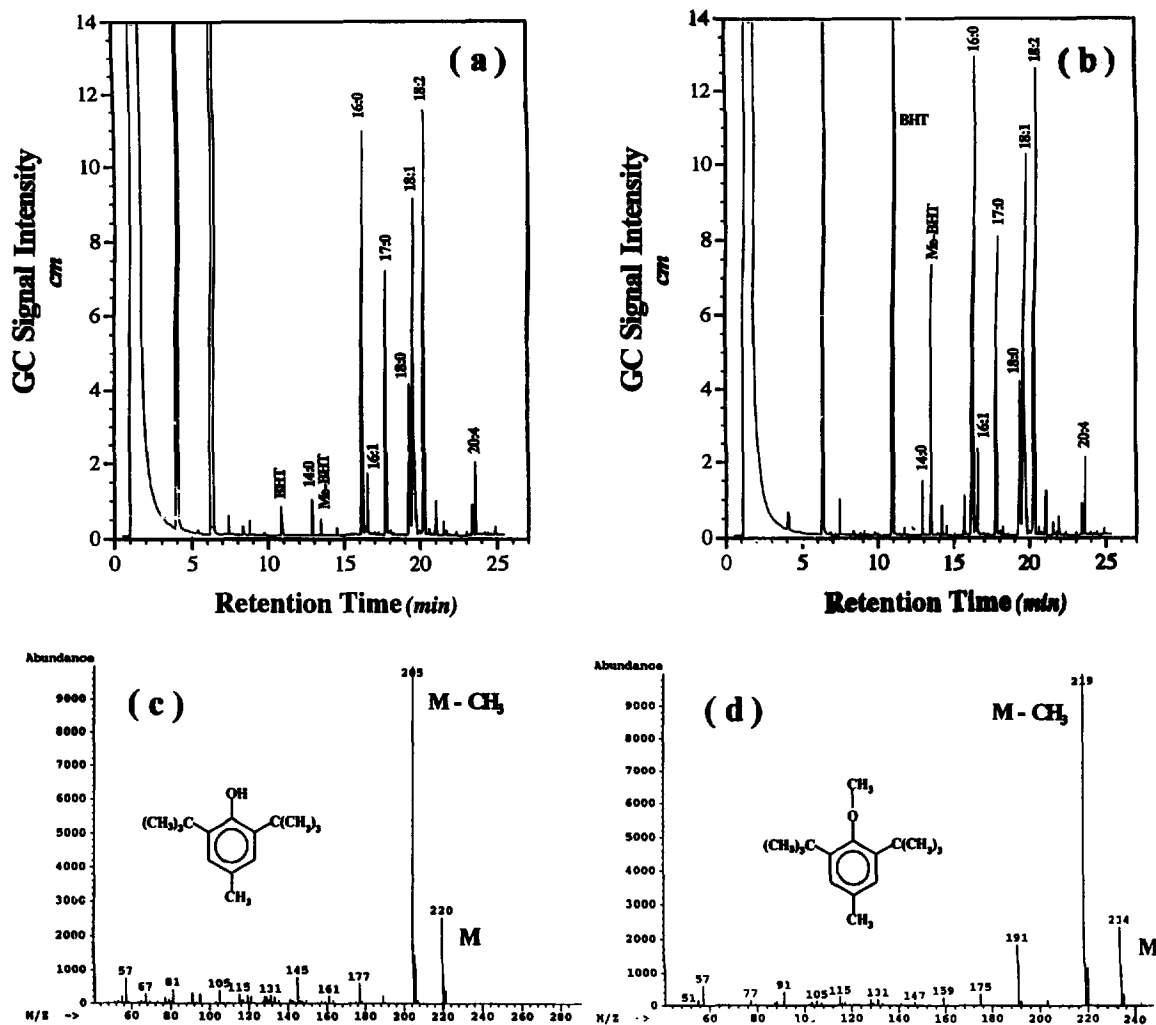 14
12
10
8
6
4
2
0
GC Signal Intensity
cm
( a )
BHT
14:0
Me-BHT
16:0
16:1
17:0
18:0
18:1
18:2
20:4
0 5 10 15 20 25
Retention Time (min)
14
12
10
8
6
4
2
0
GC Signal Intensity
cm
( b )
BHT
14:0
Me-BHT
16:0
16:1
17:0
18:0
18:1
18:2
20:4
0 5 10 15 20 25
Retention Time (min)
Abundance
9000
8000
7000
6000
5000
4000
3000
2000
1000
0
( c )
205
M - CH3
OH
(CH3)3C
C(CH3)3
CH3
220
M
57 67 81 105 115 131 145 161 177
M/Z ->
60 80 100 120 140 160 180 200 220 240 260 280
Abundance
9000
8000
7000
6000
5000
4000
3000
2000
1000
0
( d )
219
M - CH3
CH3
O
(CH3)3C
C(CH3)3
CH3
234
M
191
51 57 77 91 105 115 131 147 159 175
M/Z ->
60 80 100 120 140 160 180 200 220 240